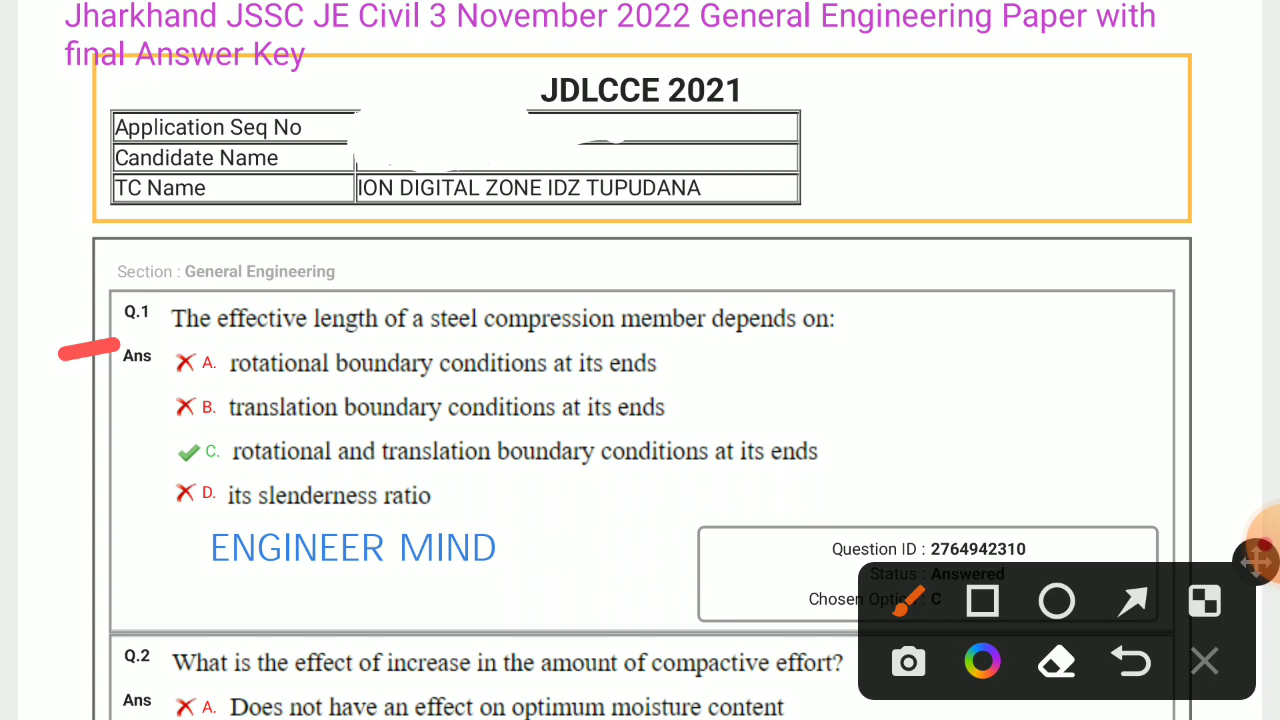 Jharkhand JSSC JE Civil 3 November 2022 General Engineering Paper with
final Answer Key
JDLCCE 2021
Application Seq No
Candidate Name
TC Name ION DIGITAL ZONE IDZ TUPUDANA
Section : General Engineering
Q.1 The effective length of a steel compression member depends on:
Ans A. rotational boundary conditions at its ends
B. translation boundary conditions at its ends
C. rotational and translation boundary conditions at its ends
D. its slenderness ratio
ENGINEER MIND
Question ID : 2764942310
Status : Answered
Chosen Option : C
Q.2 What is the effect of increase in the amount of compactive effort?
Ans A. Does not have an effect on optimum moisture content